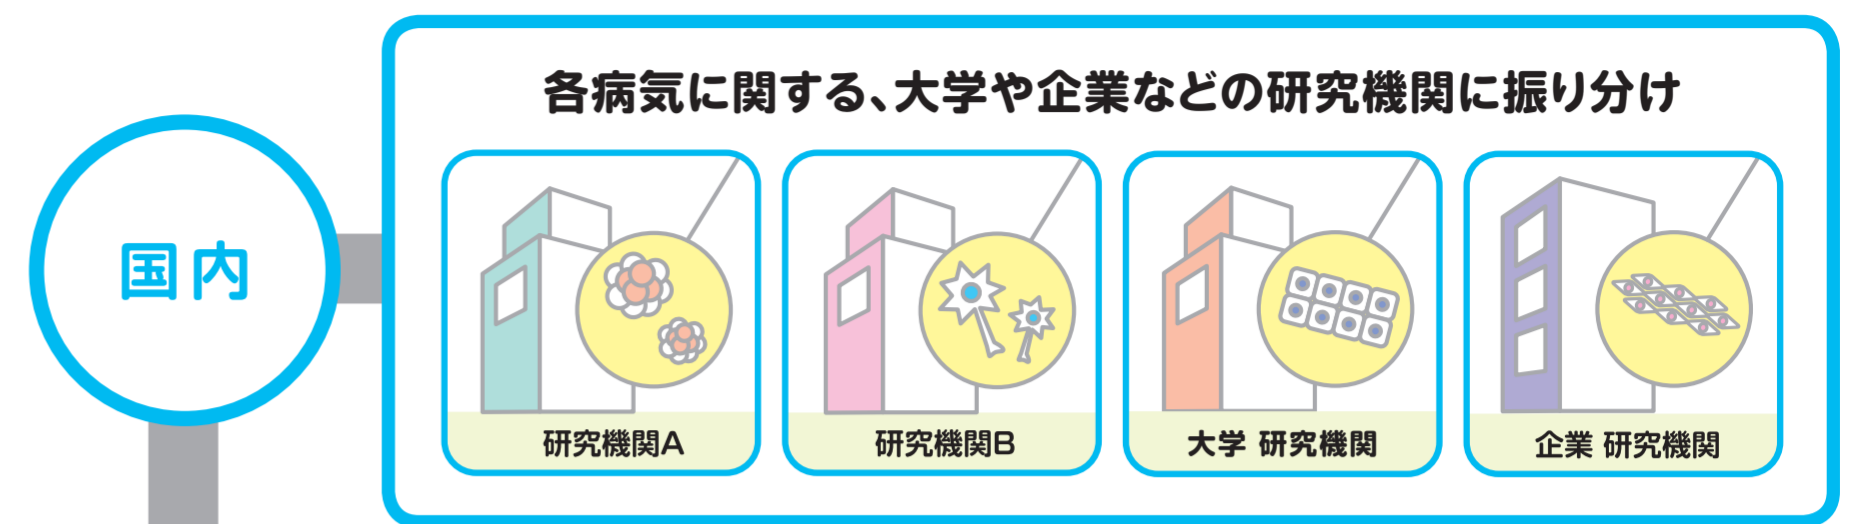 各病気に関する、大学や企業などの研究機関に振り分け
国内
研究機関A
研究機関B
大学 研究機関
企業 研究機関